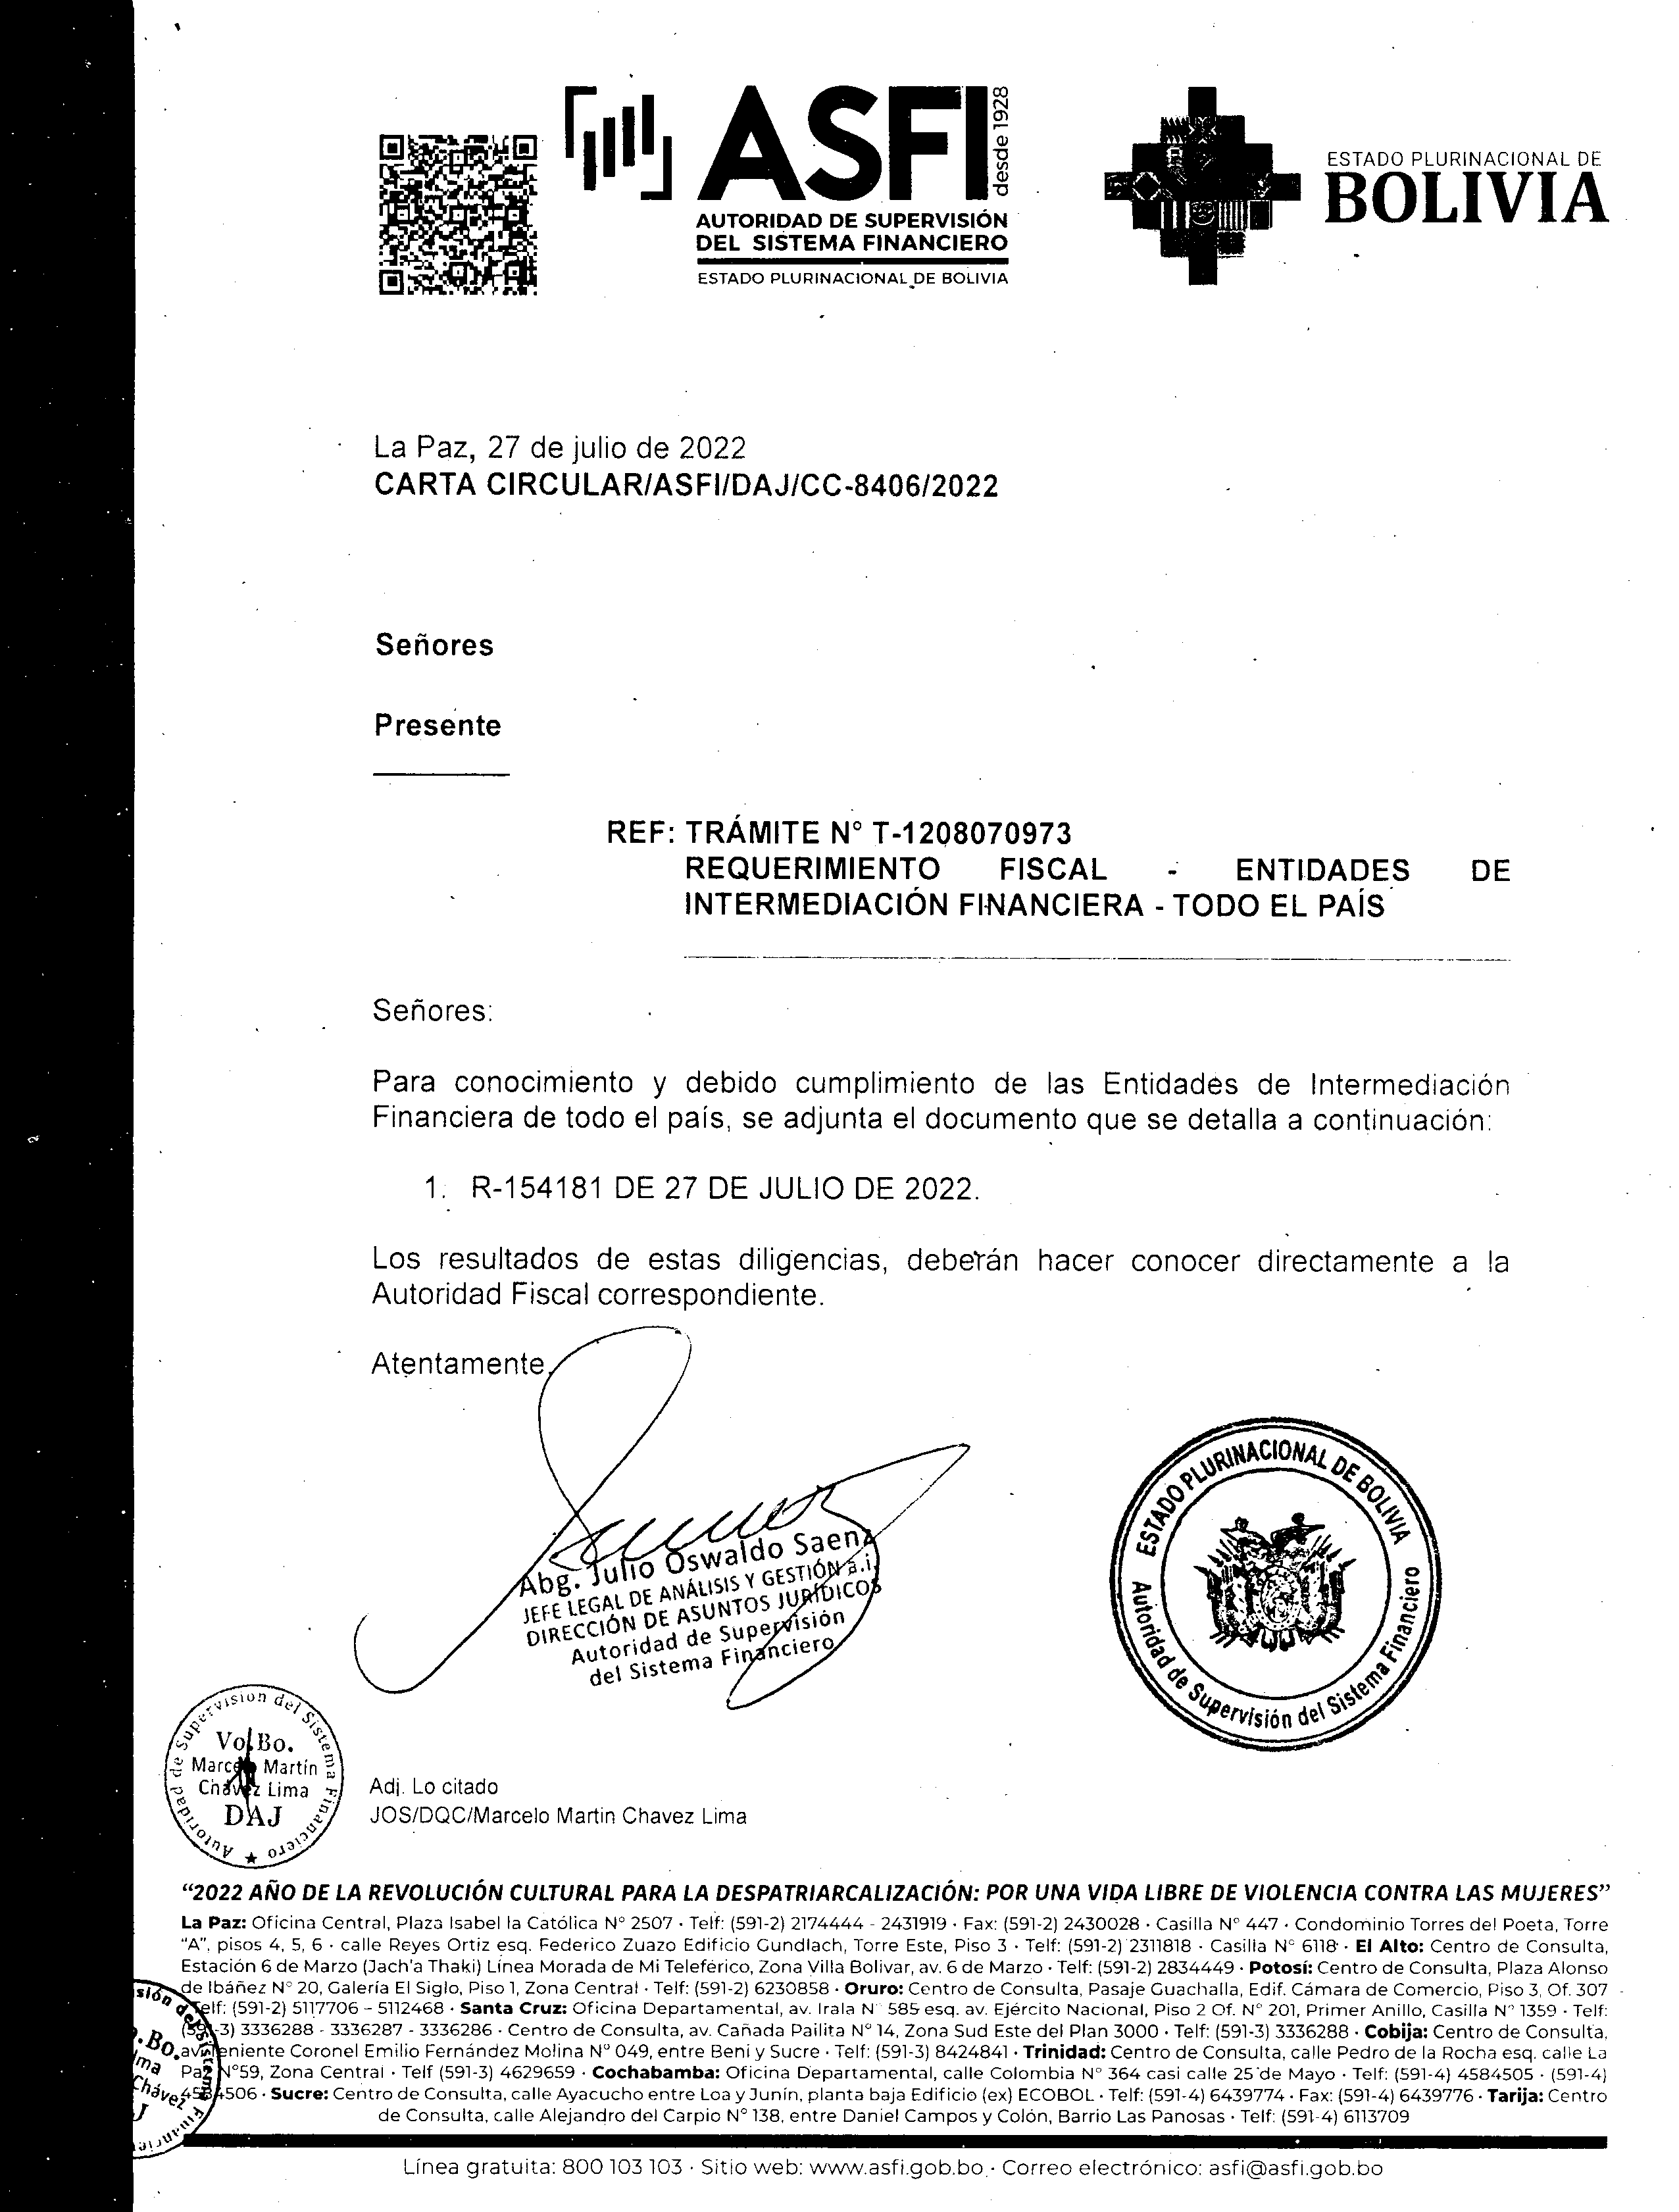 ASFI
desde 1928
AUTORIDAD DE SUPERVISIÓN
DEL SISTEMA FINANCIERO
ESTADO PLURINACIONAL DE BOLIVIA
ESTADO PLURINACIONAL DE
BOLIVIA
La Paz, 27 de julio de 2022
CARTA CIRCULAR/ASFI/DAJ/CC-8406/2022
Señores
Presente
REF: TRÁMITE N° T-1208070973
REQUERIMIENTO FISCAL - ENTIDADES DE
INTERMEDIACIÓN FINANCIERA - TODO EL PAÍS
Señores:
Para conocimiento y debido cumplimiento de las Entidades de Intermediación
Financiera de todo el país, se adjunta el documento que se detalla a continuación:
1. R-154181 DE 27 DE JULIO DE 2022.
Los resultados de estas diligencias, deberán hacer conocer directamente a la
Autoridad Fiscal correspondiente.
Atentamente,
Abg. Julio Oswaldo Saenz
JEFE LEGAL DE ANÁLISIS Y GESTIÓN a.i.
DIRECCIÓN DE ASUNTOS JURÍDICOS
Autoridad de Supervisión
del Sistema Financiero
ESTADO PLURINACIONAL DE BOLIVIA
Autoridad de Supervisión del Sistema Financiero
Autoridad de Supervisión del Sistema Financiero
Vo.Bo.
Marcelo Martín
Chávez Lima
DAJ
Adj. Lo citado
JOS/DQC/Marcelo Martin Chavez Lima
“2022 AÑO DE LA REVOLUCIÓN CULTURAL PARA LA DESPATRIARCALIZACIÓN: POR UNA VIDA LIBRE DE VIOLENCIA CONTRA LAS MUJERES”
La Paz: Oficina Central, Plaza Isabel la Católica N° 2507 · Telf: (591-2) 2174444 - 2431919 · Fax: (591-2) 2430028 · Casilla N° 447 · Condominio Torres del Poeta, Torre
“A”, pisos 4, 5, 6 · calle Reyes Ortiz esq. Federico Zuazo Edificio Gundlach, Torre Este, Piso 3 · Telf: (591-2) 2311818 · Casilla N° 6118 · El Alto: Centro de Consulta,
Estación 6 de Marzo (Jach'a Thaki) Línea Morada de Mi Teleférico, Zona Villa Bolivar, av. 6 de Marzo · Telf: (591-2) 2834449 · Potosí: Centro de Consulta, Plaza Alonso
de Ibáñez N° 20, Galería El Siglo, Piso 1, Zona Central · Telf: (591-2) 6230858 · Oruro: Centro de Consulta, Pasaje Guachalla, Edif. Cámara de Comercio, Piso 3, Of. 307 -
Telf: (591-2) 5117706 – 5112468 · Santa Cruz: Oficina Departamental, av. Irala N° 585 esq. av. Ejército Nacional, Piso 2 Of. N° 201, Primer Anillo, Casilla N° 1359 · Telf:
(591-3) 3336288 - 3336287 - 3336286 · Centro de Consulta, av. Cañada Pailita N° 14, Zona Sud Este del Plan 3000 · Telf: (591-3) 3336288 · Cobija: Centro de Consulta,
av. Teniente Coronel Emilio Fernández Molina N° 049, entre Beni y Sucre · Telf: (591-3) 8424841 · Trinidad: Centro de Consulta, calle Pedro de la Rocha esq. calle La
Paz N°59, Zona Central · Telf (591-3) 4629659 · Cochabamba: Oficina Departamental, calle Colombia N° 364 casi calle 25 de Mayo · Telf: (591-4) 4584505 · (591-4)
4584506 · Sucre: Centro de Consulta, calle Ayacucho entre Loa y Junín, planta baja Edificio (ex) ECOBOL · Telf: (591-4) 6439774 · Fax: (591-4) 6439776 · Tarija: Centro
de Consulta, calle Alejandro del Carpio N° 138, entre Daniel Campos y Colón, Barrio Las Panosas · Telf: (591-4) 6113709
Línea gratuita: 800 103 103 · Sitio web: www.asfi.gob.bo · Correo electrónico: asfi@asfi.gob.bo